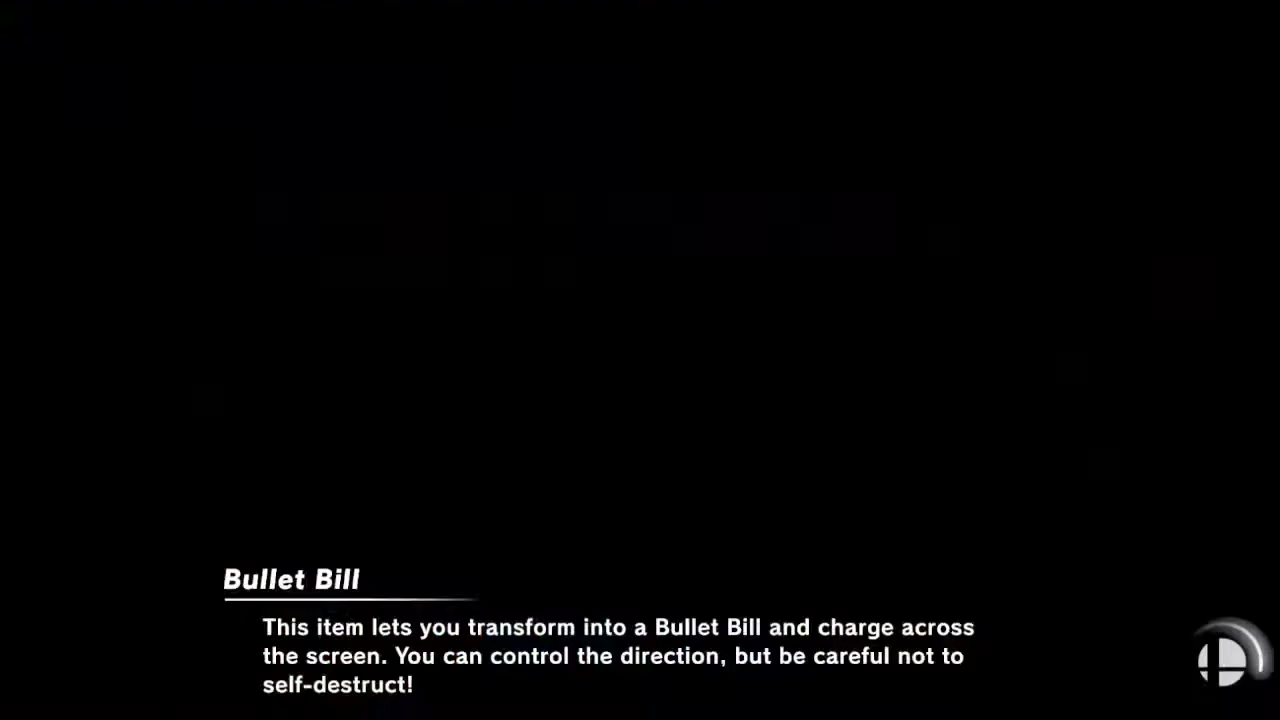 Bullet Bill
This item lets you transform into a Bullet Bill and charge across
the screen. You can control the direction, but be careful not to
self-destruct!